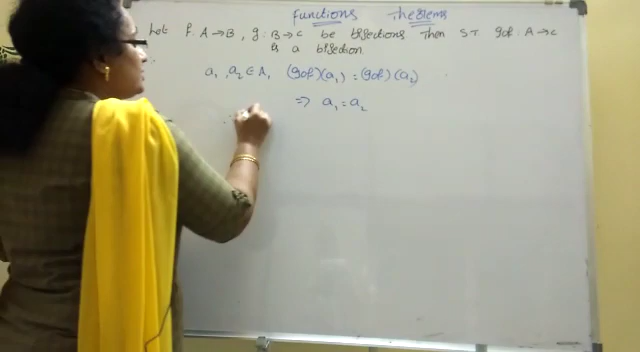 Functions Theorems
Let f: A→B, g: B→C be bijections Then S.T gof: A→C
is a bijection
a₁, a₂ ∈ A, (gof)(a₁) = (gof)(a₂)
⇒ a₁ = a₂